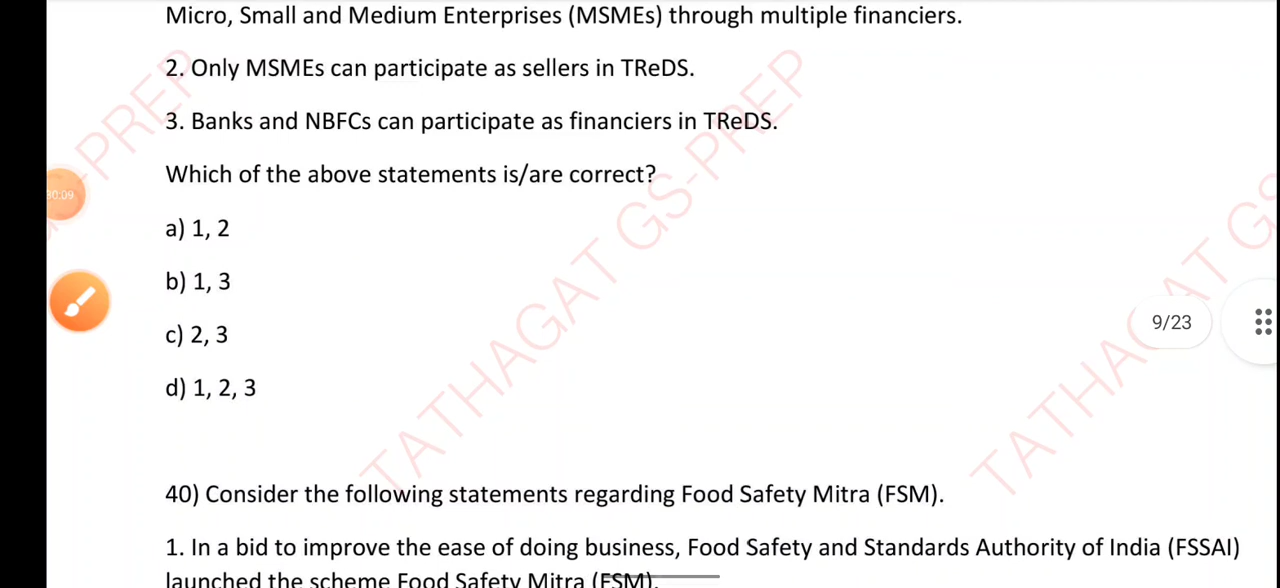 Micro, Small and Medium Enterprises (MSMEs) through multiple financiers.
2. Only MSMEs can participate as sellers in TReDS.
3. Banks and NBFCs can participate as financiers in TReDS.
Which of the above statements is/are correct?
30:09
a) 1, 2
b) 1, 3
c) 2, 3
9/23
d) 1, 2, 3
40) Consider the following statements regarding Food Safety Mitra (FSM).
1. In a bid to improve the ease of doing business, Food Safety and Standards Authority of India (FSSAI)
launched the scheme Food Safety Mitra (FSM).
TATHAGAT GS-PREP